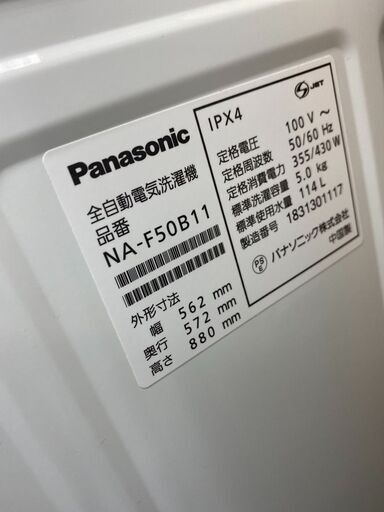 Panasonic
全自動電気洗濯機
品番
NA-F50B11
外形寸法
幅 562 mm
奥行 572 mm
高さ 880 mm
IPX4
JET
定格電圧 100 V ～
定格周波数 50/60 Hz
定格消費電力 355/430 W
標準洗濯容量 5.0 kg
標準使用水量 114 L
製造番号 1831301117
PS
E
パナソニック株式会社
中国製